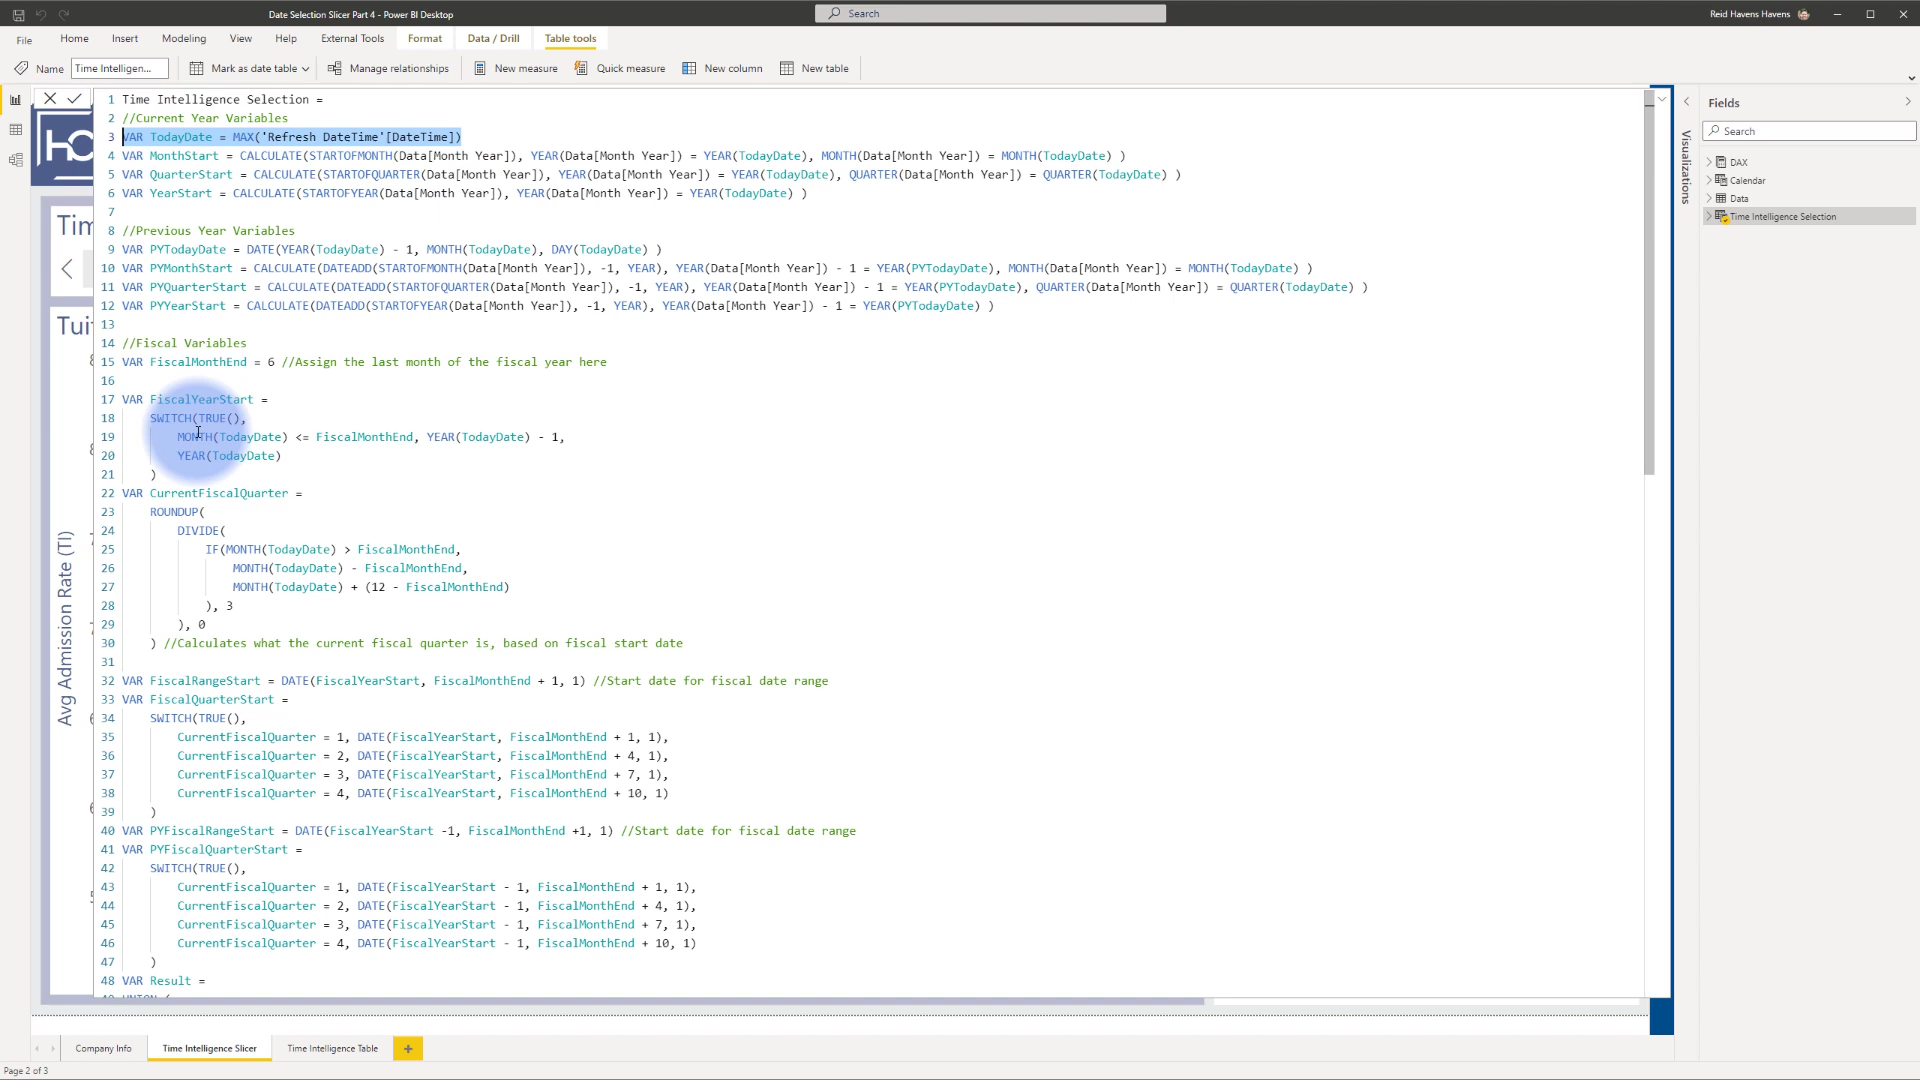 Date Selection Slicer Part 4 - Power BI Desktop
Search
Reid Havens Havens
File
Home
Insert
Modeling
View
Help
External Tools
Format
Data / Drill
Table tools
Name
Time Intelligen...
Mark as date table
Manage relationships
New measure
Quick measure
New column
New table
1 Time Intelligence Selection =
2 //Current Year Variables
3 VAR TodayDate = MAX('Refresh DateTime'[DateTime])
4 VAR MonthStart = CALCULATE(STARTOFMONTH(Data[Month Year]), YEAR(Data[Month Year]) = YEAR(TodayDate), MONTH(Data[Month Year]) = MONTH(TodayDate) )
5 VAR QuarterStart = CALCULATE(STARTOFQUARTER(Data[Month Year]), YEAR(Data[Month Year]) = YEAR(TodayDate), QUARTER(Data[Month Year]) = QUARTER(TodayDate) )
6 VAR YearStart = CALCULATE(STARTOFYEAR(Data[Month Year]), YEAR(Data[Month Year]) = YEAR(TodayDate) )
7
8 //Previous Year Variables
9 VAR PYTodayDate = DATE(YEAR(TodayDate) - 1, MONTH(TodayDate), DAY(TodayDate) )
10 VAR PYMonthStart = CALCULATE(DATEADD(STARTOFMONTH(Data[Month Year]), -1, YEAR), YEAR(Data[Month Year]) - 1 = YEAR(PYTodayDate), MONTH(Data[Month Year]) = MONTH(TodayDate) )
11 VAR PYQuarterStart = CALCULATE(DATEADD(STARTOFQUARTER(Data[Month Year]), -1, YEAR), YEAR(Data[Month Year]) - 1 = YEAR(PYTodayDate), QUARTER(Data[Month Year]) = QUARTER(TodayDate) )
12 VAR PYYearStart = CALCULATE(DATEADD(STARTOFYEAR(Data[Month Year]), -1, YEAR), YEAR(Data[Month Year]) - 1 = YEAR(PYTodayDate) )
13
14 //Fiscal Variables
15 VAR FiscalMonthEnd = 6 //Assign the last month of the fiscal year here
16
17 VAR FiscalYearStart =
18 SWITCH(TRUE(),
19 MONTH(TodayDate) <= FiscalMonthEnd, YEAR(TodayDate) - 1,
20 YEAR(TodayDate)
21 )
22 VAR CurrentFiscalQuarter =
23 ROUNDUP(
24 DIVIDE(
25 IF(MONTH(TodayDate) > FiscalMonthEnd,
26 MONTH(TodayDate) - FiscalMonthEnd,
27 MONTH(TodayDate) + (12 - FiscalMonthEnd)
28 ), 3
29 ), 0
30 ) //Calculates what the current fiscal quarter is, based on fiscal start date
31
32 VAR FiscalRangeStart = DATE(FiscalYearStart, FiscalMonthEnd + 1, 1) //Start date for fiscal date range
33 VAR FiscalQuarterStart =
34 SWITCH(TRUE(),
35 CurrentFiscalQuarter = 1, DATE(FiscalYearStart, FiscalMonthEnd + 1, 1),
36 CurrentFiscalQuarter = 2, DATE(FiscalYearStart, FiscalMonthEnd + 4, 1),
37 CurrentFiscalQuarter = 3, DATE(FiscalYearStart, FiscalMonthEnd + 7, 1),
38 CurrentFiscalQuarter = 4, DATE(FiscalYearStart, FiscalMonthEnd + 10, 1)
39 )
40 VAR PYFiscalRangeStart = DATE(FiscalYearStart -1, FiscalMonthEnd +1, 1) //Start date for fiscal date range
41 VAR PYFiscalQuarterStart =
42 SWITCH(TRUE(),
43 CurrentFiscalQuarter = 1, DATE(FiscalYearStart - 1, FiscalMonthEnd + 1, 1),
44 CurrentFiscalQuarter = 2, DATE(FiscalYearStart - 1, FiscalMonthEnd + 4, 1),
45 CurrentFiscalQuarter = 3, DATE(FiscalYearStart - 1, FiscalMonthEnd + 7, 1),
46 CurrentFiscalQuarter = 4, DATE(FiscalYearStart - 1, FiscalMonthEnd + 10, 1)
47 )
48 VAR Result =
Tim
Tuit
Avg Admission Rate (TI)
Visualizations
Fields
Search
DAX
Calendar
Data
Time Intelligence Selection
Company Info
Time Intelligence Slicer
Time Intelligence Table
Page 2 of 3